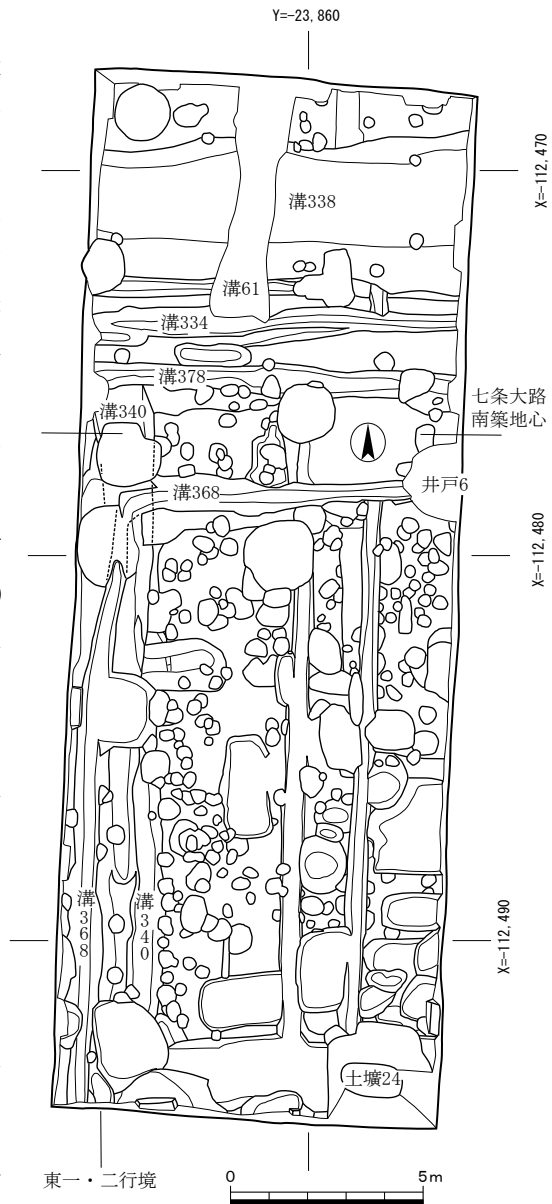 Y=-23,860
X=-112,470
溝338
溝61
溝334
溝378
溝340
七条大路
南築地心
井戸6
溝368
X=-112,480
溝368
溝340
X=-112,490
土壙24
東一・二行境
0
5m